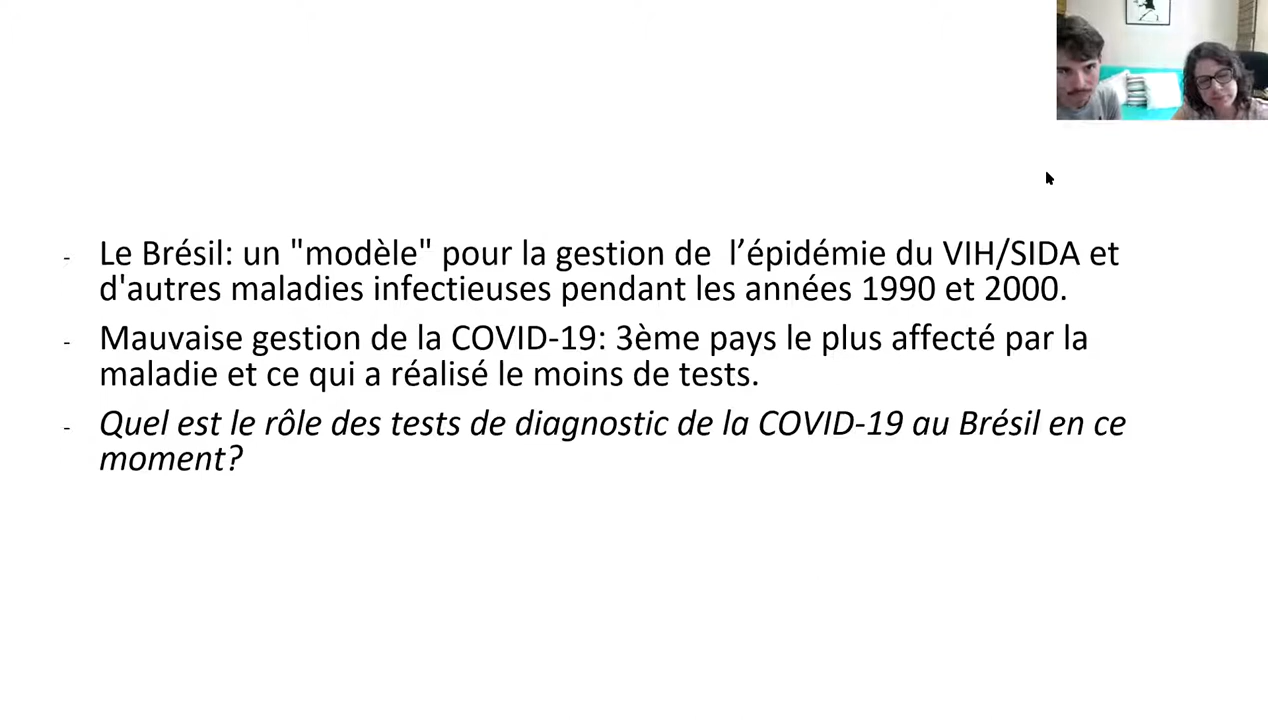 - Le Brésil: un "modèle" pour la gestion de l’épidémie du VIH/SIDA et
d'autres maladies infectieuses pendant les années 1990 et 2000.
- Mauvaise gestion de la COVID-19: 3ème pays le plus affecté par la
maladie et ce qui a réalisé le moins de tests.
- Quel est le rôle des tests de diagnostic de la COVID-19 au Brésil en ce
moment?